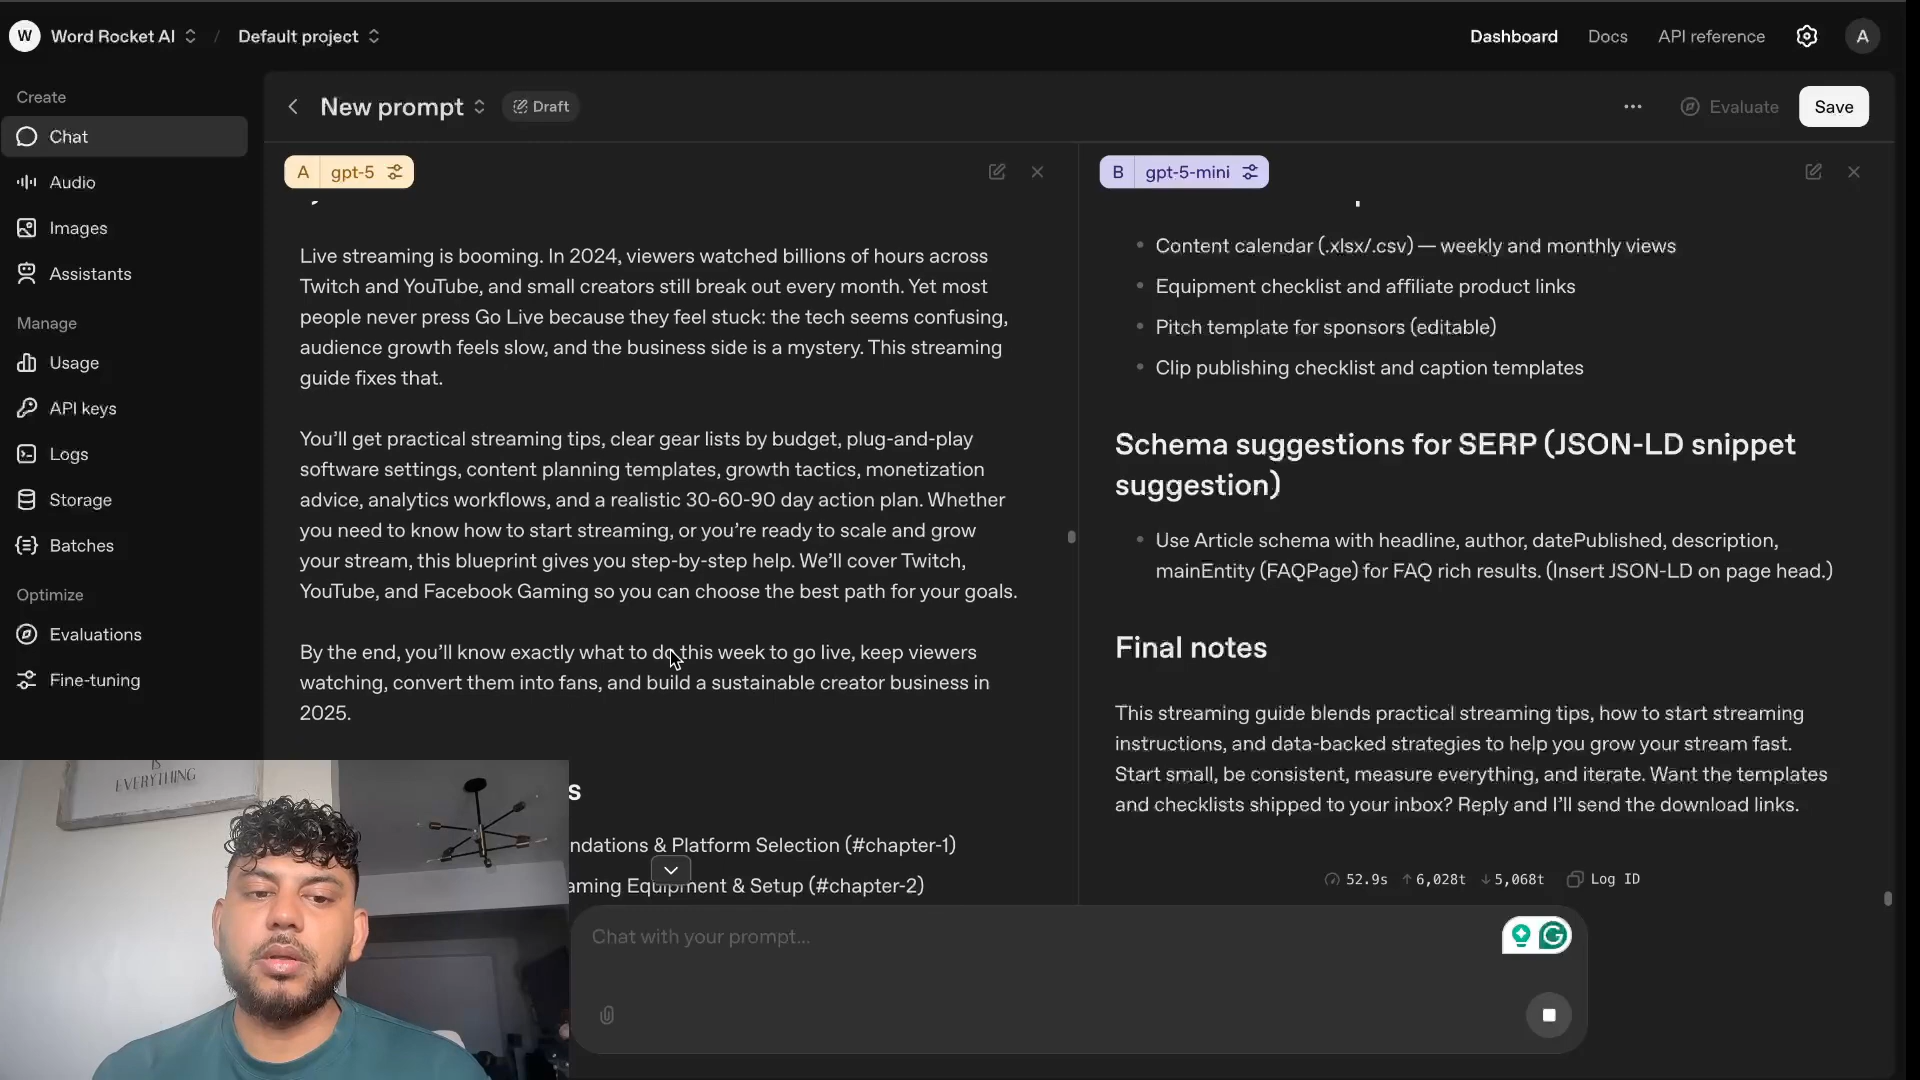 W Word Rocket AI / Default project
Dashboard Docs API reference A
Create
Chat
Audio
Images
Assistants
Manage
Usage
API keys
Logs
Storage
Batches
Optimize
Evaluations
Fine-tuning
New prompt Draft
Evaluate Save
A gpt-5
Live streaming is booming. In 2024, viewers watched billions of hours across
Twitch and YouTube, and small creators still break out every month. Yet most
people never press Go Live because they feel stuck: the tech seems confusing,
audience growth feels slow, and the business side is a mystery. This streaming
guide fixes that.
You’ll get practical streaming tips, clear gear lists by budget, plug-and-play
software settings, content planning templates, growth tactics, monetization
advice, analytics workflows, and a realistic 30-60-90 day action plan. Whether
you need to know how to start streaming, or you’re ready to scale and grow
your stream, this blueprint gives you step-by-step help. We’ll cover Twitch,
YouTube, and Facebook Gaming so you can choose the best path for your goals.
By the end, you’ll know exactly what to do this week to go live, keep viewers
watching, convert them into fans, and build a sustainable creator business in
2025.
s
ndations & Platform Selection (#chapter-1)
aming Equipment & Setup (#chapter-2)
B gpt-5-mini
Content calendar (.xlsx/.csv) — weekly and monthly views
Equipment checklist and affiliate product links
Pitch template for sponsors (editable)
Clip publishing checklist and caption templates
Schema suggestions for SERP (JSON-LD snippet
suggestion)
Use Article schema with headline, author, datePublished, description,
mainEntity (FAQPage) for FAQ rich results. (Insert JSON-LD on page head.)
Final notes
This streaming guide blends practical streaming tips, how to start streaming
instructions, and data-backed strategies to help you grow your stream fast.
Start small, be consistent, measure everything, and iterate. Want the templates
and checklists shipped to your inbox? Reply and I’ll send the download links.
52.9s ↑6,028t ↓5,068t Log ID
Chat with your prompt...
IS
EVERYTHING